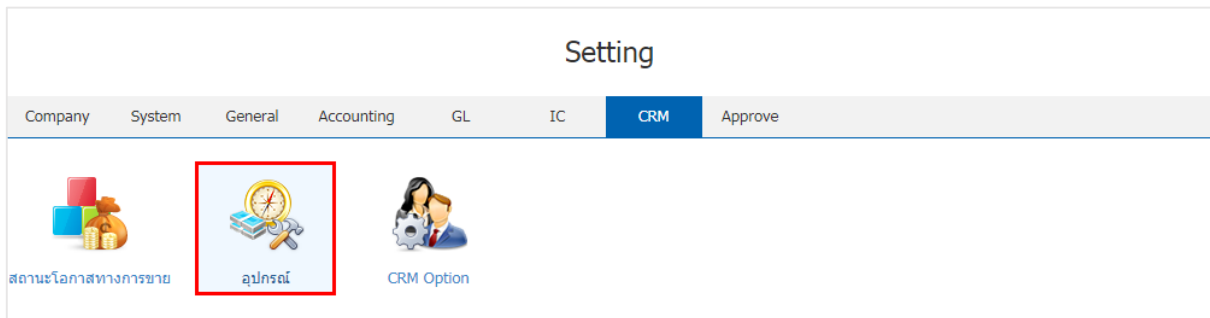 Setting
Company System General Accounting GL IC CRM Approve
สถานะโอกาสทางการขาย อุปกรณ์ CRM Option